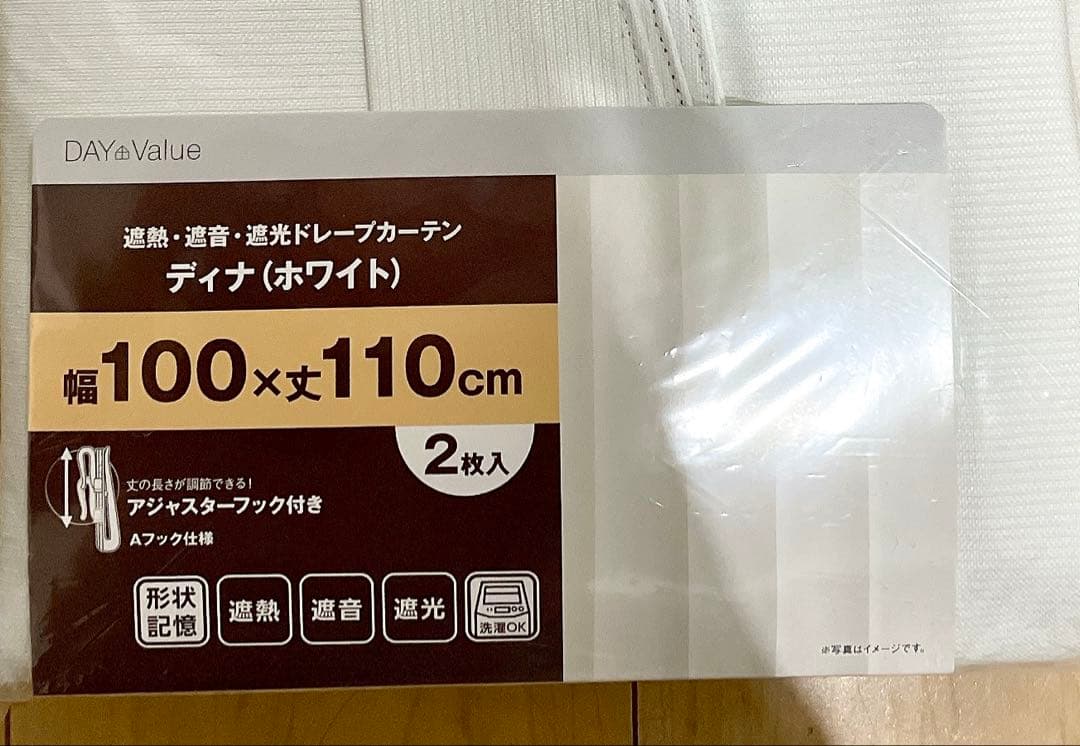 DAY Value
遮熱・遮音・遮光ドレープカーテン
ディナ(ホワイト)
幅100×丈110cm
2枚入
丈の長さが調節できる!
アジャスターフック付き
Aフック仕様
形状記憶
遮熱
遮音
遮光
洗濯OK
※写真はイメージです。